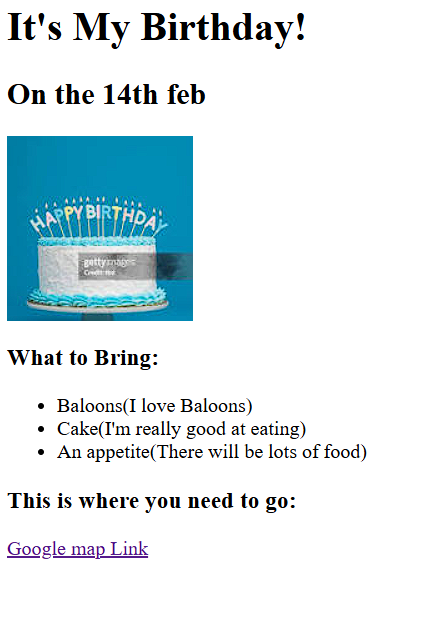 It's My Birthday!
On the 14th feb
HAPPY BIRTHDAY
gettyimages
What to Bring:
Baloons(I love Baloons)
Cake(I'm really good at eating)
An appetite(There will be lots of food)
This is where you need to go:
Google map Link